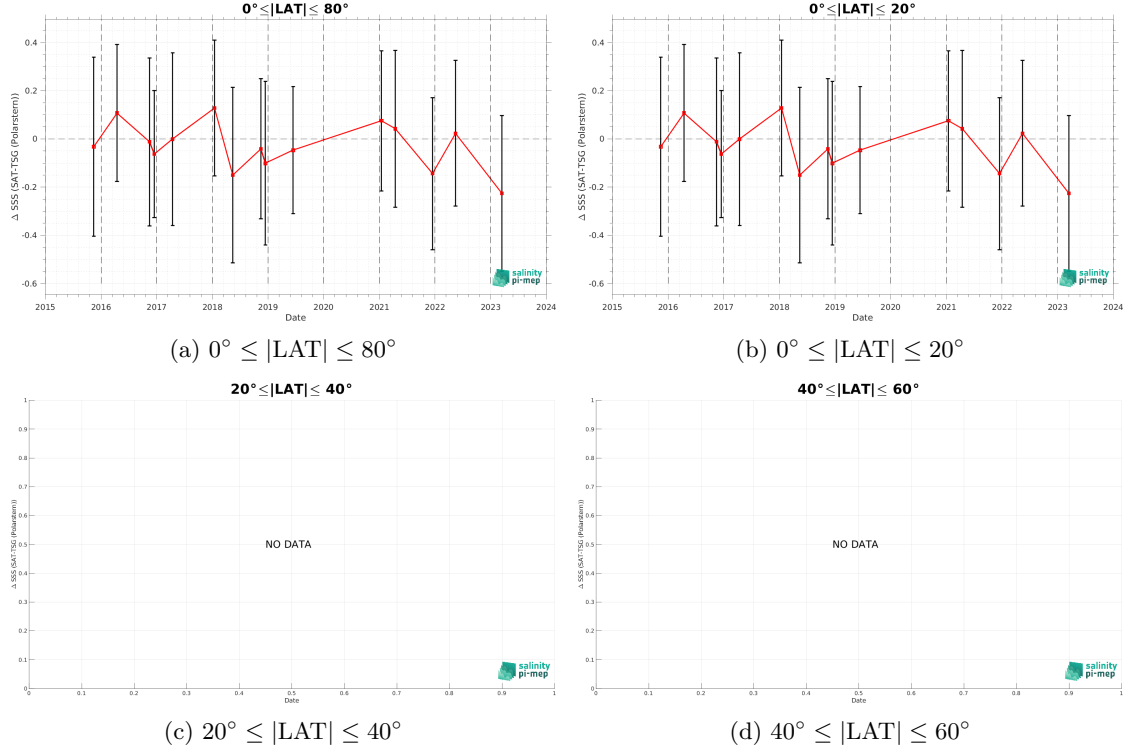 0°≤|LAT|≤ 80°
Δ SSS (SAT-TSG (Polarstern))
0.4
0.2
0
-0.2
-0.4
-0.6
2015 2016 2017 2018 2019 2020 2021 2022 2023 2024
Date
salinity
pi-mep
(a) 0° ≤ |LAT| ≤ 80°
0°≤|LAT|≤ 20°
Δ SSS (SAT-TSG (Polarstern))
0.4
0.2
0
-0.2
-0.4
-0.6
2015 2016 2017 2018 2019 2020 2021 2022 2023 2024
Date
salinity
pi-mep
(b) 0° ≤ |LAT| ≤ 20°
20°≤|LAT|≤ 40°
Δ SSS (SAT-TSG (Polarstern))
1
0.9
0.8
0.7
0.6
0.5
0.4
0.3
0.2
0.1
0
NO DATA
0 0.1 0.2 0.3 0.4 0.5 0.6 0.7 0.8 0.9 1
Date
salinity
pi-mep
(c) 20° ≤ |LAT| ≤ 40°
40°≤|LAT|≤ 60°
Δ SSS (SAT-TSG (Polarstern))
1
0.9
0.8
0.7
0.6
0.5
0.4
0.3
0.2
0.1
0
NO DATA
0 0.1 0.2 0.3 0.4 0.5 0.6 0.7 0.8 0.9 1
Date
salinity
pi-mep
(d) 40° ≤ |LAT| ≤ 60°